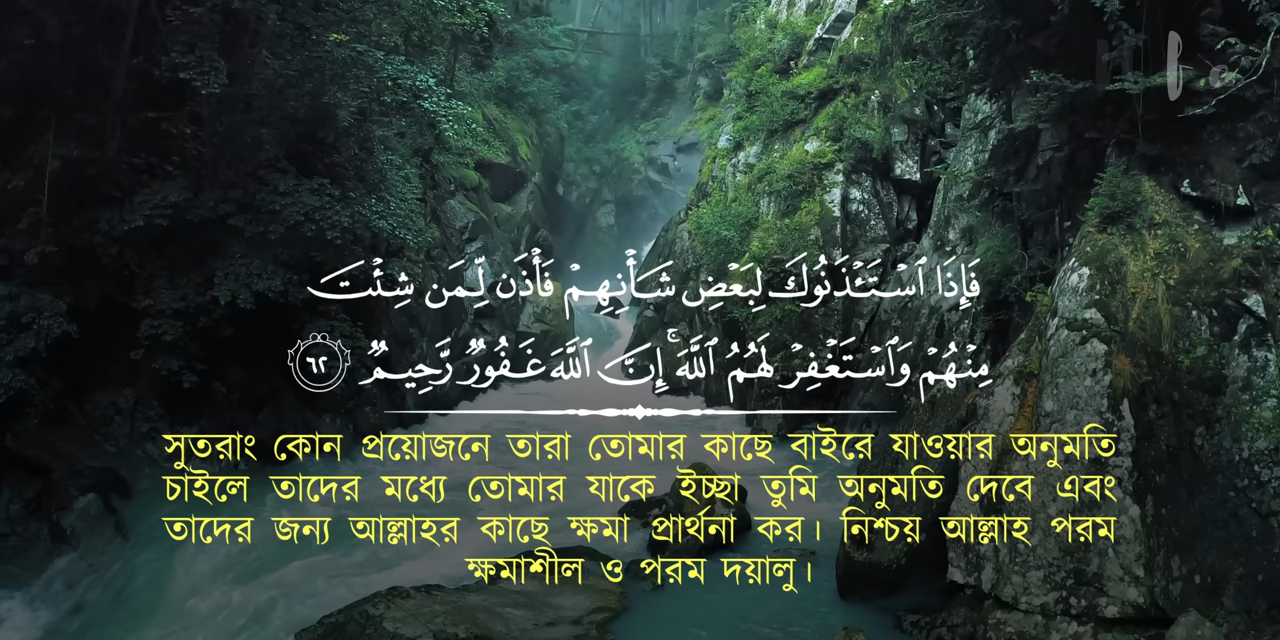 فَإِذَا ٱسْتَـْٔذَنُوكَ لِبَعْضِ شَأْنِهِمْ فَأْذَن لِّمَن شِئْتَ
مِنْهُمْ وَٱسْتَغْفِرْ لَهُمُ ٱللَّهَ ۚ إِنَّ ٱللَّهَ غَفُورٌ رَّحِيمٌ ٦٢
সুতরাং কোন প্রয়োজনে তারা তোমার কাছে বাইরে যাওয়ার অনুমতি
চাইলে তাদের মধ্যে তোমার যাকে ইচ্ছা তুমি অনুমতি দেবে এবং
তাদের জন্য আল্লাহর কাছে ক্ষমা প্রার্থনা কর। নিশ্চয় আল্লাহ পরম
ক্ষমাশীল ও পরম দয়ালু।